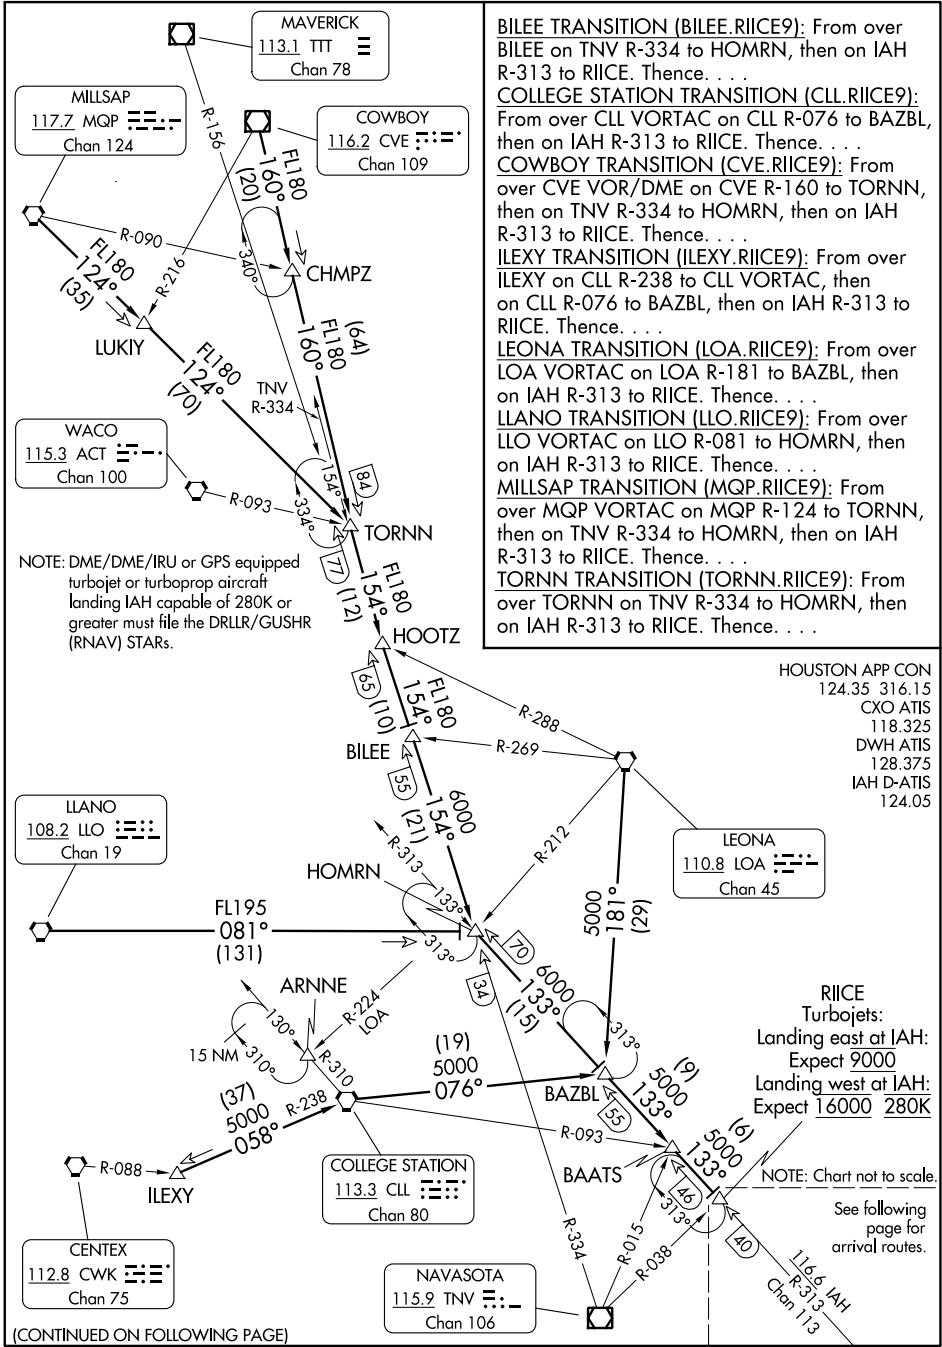 MAVERICK
113.1 TTT
Chan 78
MILLSAP
117.7 MQP
Chan 124
COWBOY
116.2 CVE
Chan 109
R-156
FL180
160°
(20)
R-090
R-216
340°
CHMPZ
FL180
124°
(35)
LUKIY
FL180
124°
(70)
(64)
FL180
160°
TNV
R-334
WACO
115.3 ACT
Chan 100
R-093
154°
334°
84
TORNN
77
NOTE: DME/DME/IRU or GPS equipped
turbojet or turboprop aircraft
landing IAH capable of 280K or
greater must file the DRLLR/GUSHR
(RNAV) STARs.
FL180
154°
(12)
HOOTZ
65
FL180
154°
(10)
R-288
R-269
BILEE
55
6000
154°
(21)
R-212
LLANO
108.2 LLO
Chan 19
LEONA
110.8 LOA
Chan 45
R-313
HOMRN
133°
313°
FL195
081°
(131)
5000
181°
(29)
70
34
6000
133°
(15)
ARNNE
R-224
LOA
130°
310°
15 NM
R-310
313°
(19)
5000
076°
(37)
5000
058°
R-238
BAZBL
55
(9)
5000
133°
R-093
BAATS
(6)
5000
133°
46
313°
R-088
ILEXY
COLLEGE STATION
113.3 CLL
Chan 80
R-334
R-015
R-038
40
116.6 IAH
R-313
Chan 113
CENTEX
112.8 CWK
Chan 75
NAVASOTA
115.9 TNV
Chan 106
(CONTINUED ON FOLLOWING PAGE)
BILEE TRANSITION (BILEE.RIICE9): From over
BILEE on TNV R-334 to HOMRN, then on IAH
R-313 to RIICE. Thence. . . .
COLLEGE STATION TRANSITION (CLL.RIICE9):
From over CLL VORTAC on CLL R-076 to BAZBL,
then on IAH R-313 to RIICE. Thence. . . .
COWBOY TRANSITION (CVE.RIICE9): From
over CVE VOR/DME on CVE R-160 to TORNN,
then on TNV R-334 to HOMRN, then on IAH
R-313 to RIICE. Thence. . . .
ILEXY TRANSITION (ILEXY.RIICE9): From over
ILEXY on CLL R-238 to CLL VORTAC, then
on CLL R-076 to BAZBL, then on IAH R-313 to
RIICE. Thence. . . .
LEONA TRANSITION (LOA.RIICE9): From over
LOA VORTAC on LOA R-181 to BAZBL, then
on IAH R-313 to RIICE. Thence. . . .
LLANO TRANSITION (LLO.RIICE9): From over
LLO VORTAC on LLO R-081 to HOMRN, then
on IAH R-313 to RIICE. Thence. . . .
MILLSAP TRANSITION (MQP.RIICE9): From
over MQP VORTAC on MQP R-124 to TORNN,
then on TNV R-334 to HOMRN, then on IAH
R-313 to RIICE. Thence. . . .
TORNN TRANSITION (TORNN.RIICE9): From
over TORNN on TNV R-334 to HOMRN, then
on IAH R-313 to RIICE. Thence. . . .
HOUSTON APP CON
124.35 316.15
CXO ATIS
118.325
DWH ATIS
128.375
IAH D-ATIS
124.05
RIICE
Turbojets:
Landing east at IAH:
Expect 9000
Landing west at IAH:
Expect 16000 280K
NOTE: Chart not to scale.
See following
page for
arrival routes.